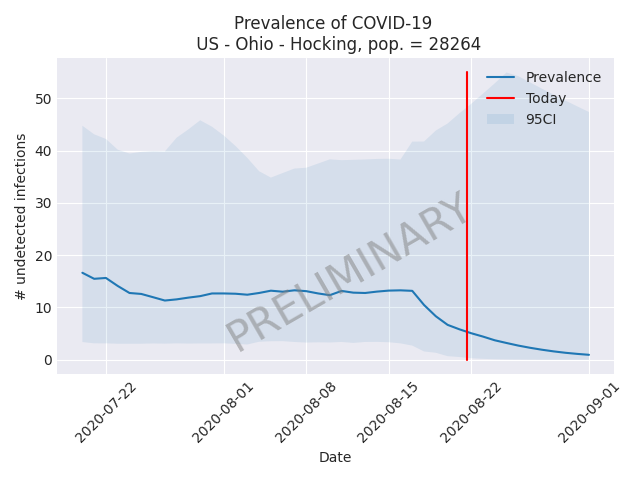 Prevalence of COVID-19
US - Ohio - Hocking, pop. = 28264
Prevalence
Today
95CI
PRELIMINARY
# undetected infections
50
40
30
20
10
0
2020-07-22
2020-08-01
2020-08-08
2020-08-15
2020-08-22
2020-09-01
Date